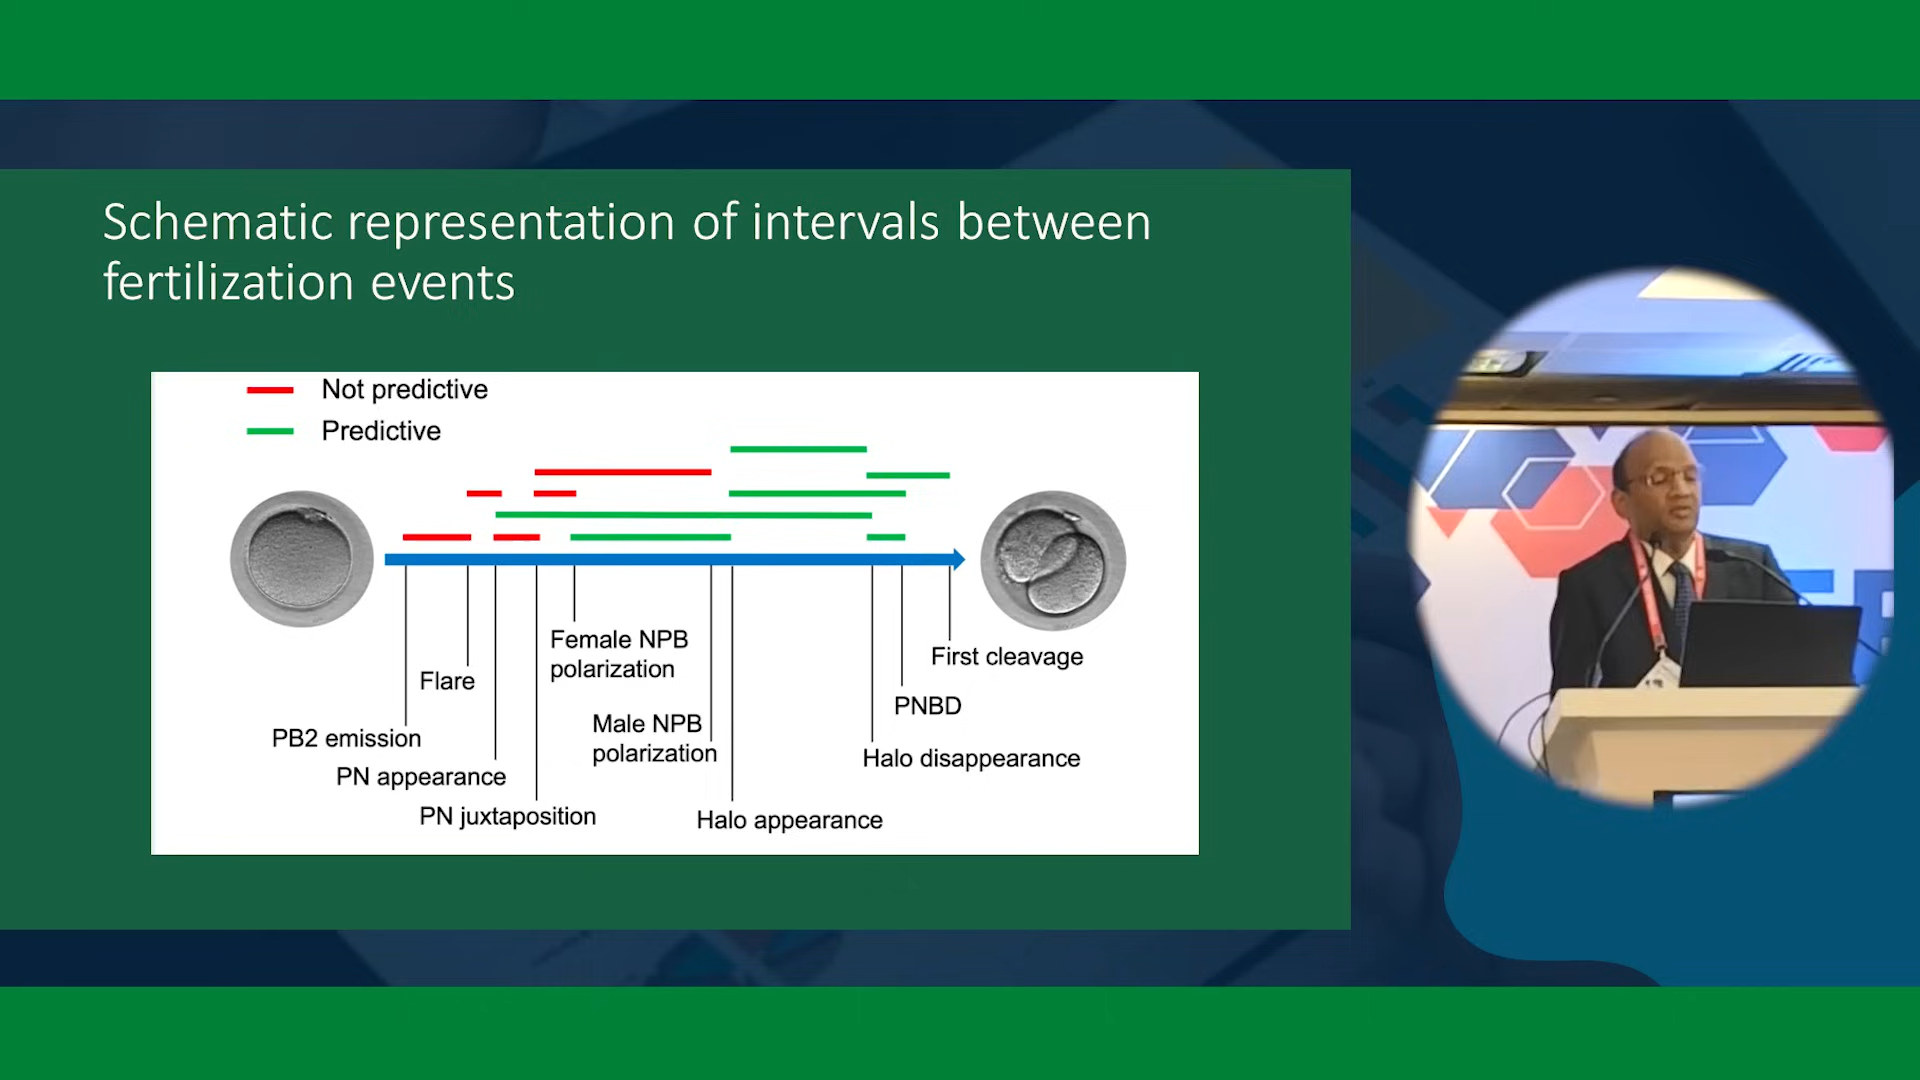 Schematic representation of intervals between
fertilization events
Not predictive
Predictive
Female NPB
polarization
First cleavage
Flare
PNBD
Male NPB
polarization
PB2 emission
Halo disappearance
PN appearance
PN juxtaposition
Halo appearance